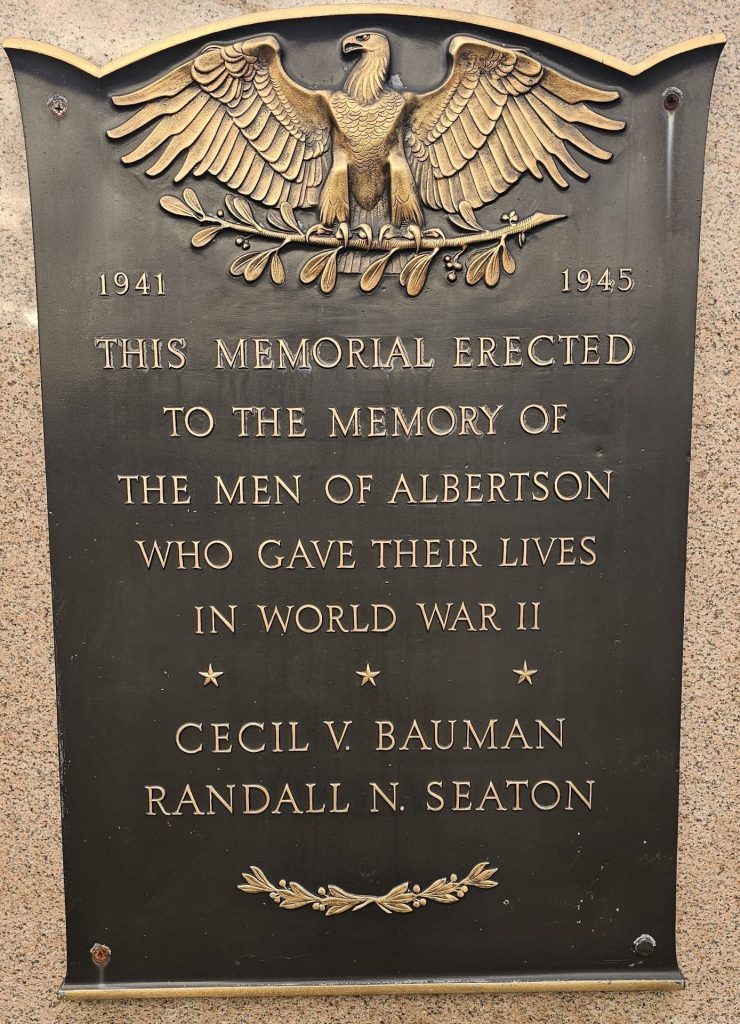 1941 1945
THIS MEMORIAL ERECTED
TO THE MEMORY OF
THE MEN OF ALBERTSON
WHO GAVE THEIR LIVES
IN WORLD WAR II
CECIL V. BAUMAN
RANDALL N. SEATON